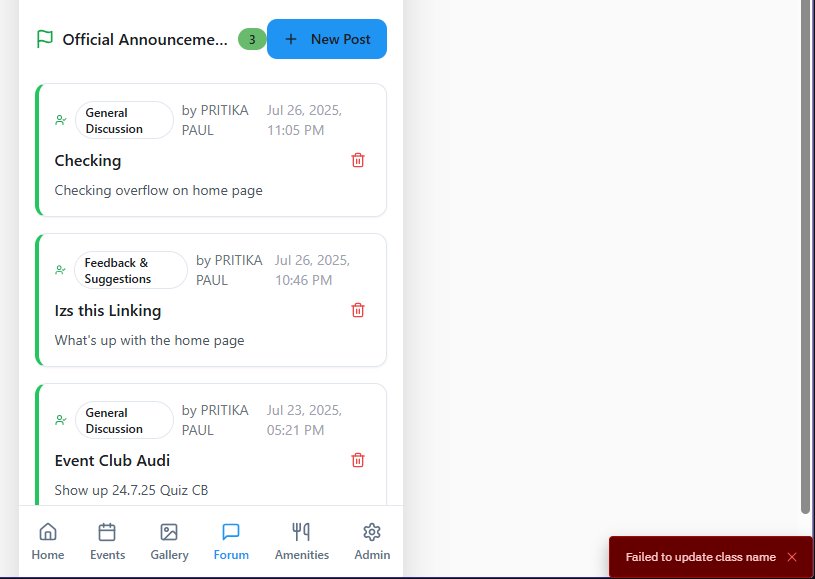 Official Announceme... 3 + New Post
General Discussion by PRITIKA PAUL Jul 26, 2025, 11:05 PM
Checking
Checking overflow on home page
Feedback & Suggestions by PRITIKA PAUL Jul 26, 2025, 10:46 PM
Izs this Linking
What's up with the home page
General Discussion by PRITIKA PAUL Jul 23, 2025, 05:21 PM
Event Club Audi
Show up 24.7.25 Quiz CB
Home Events Gallery Forum Amenities Admin
Failed to update class name